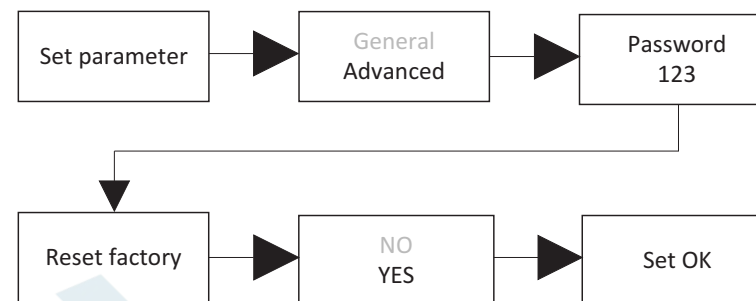 Set parameter
General
Advanced
Password
123
Reset factory
NO
YES
Set OK